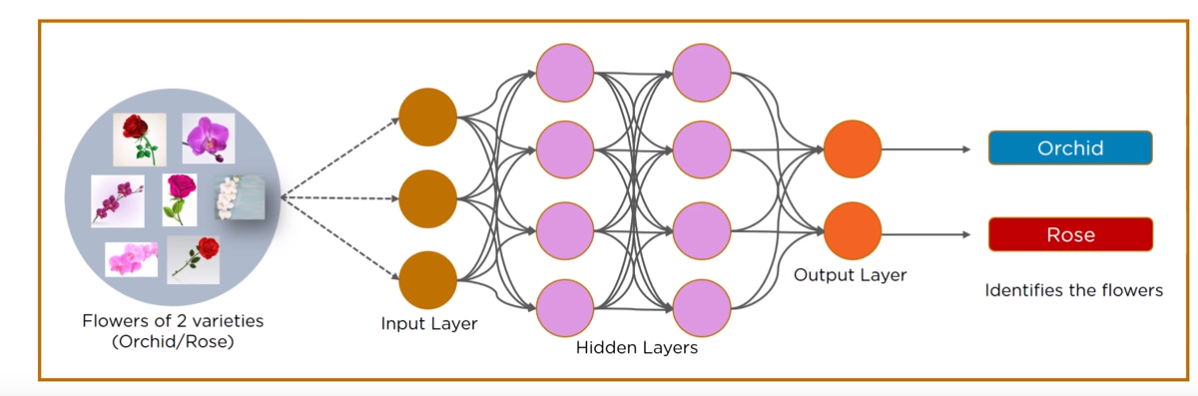 Flowers of 2 varieties
(Orchid/Rose)
Input Layer
Hidden Layers
Output Layer
Orchid
Rose
Identifies the flowers